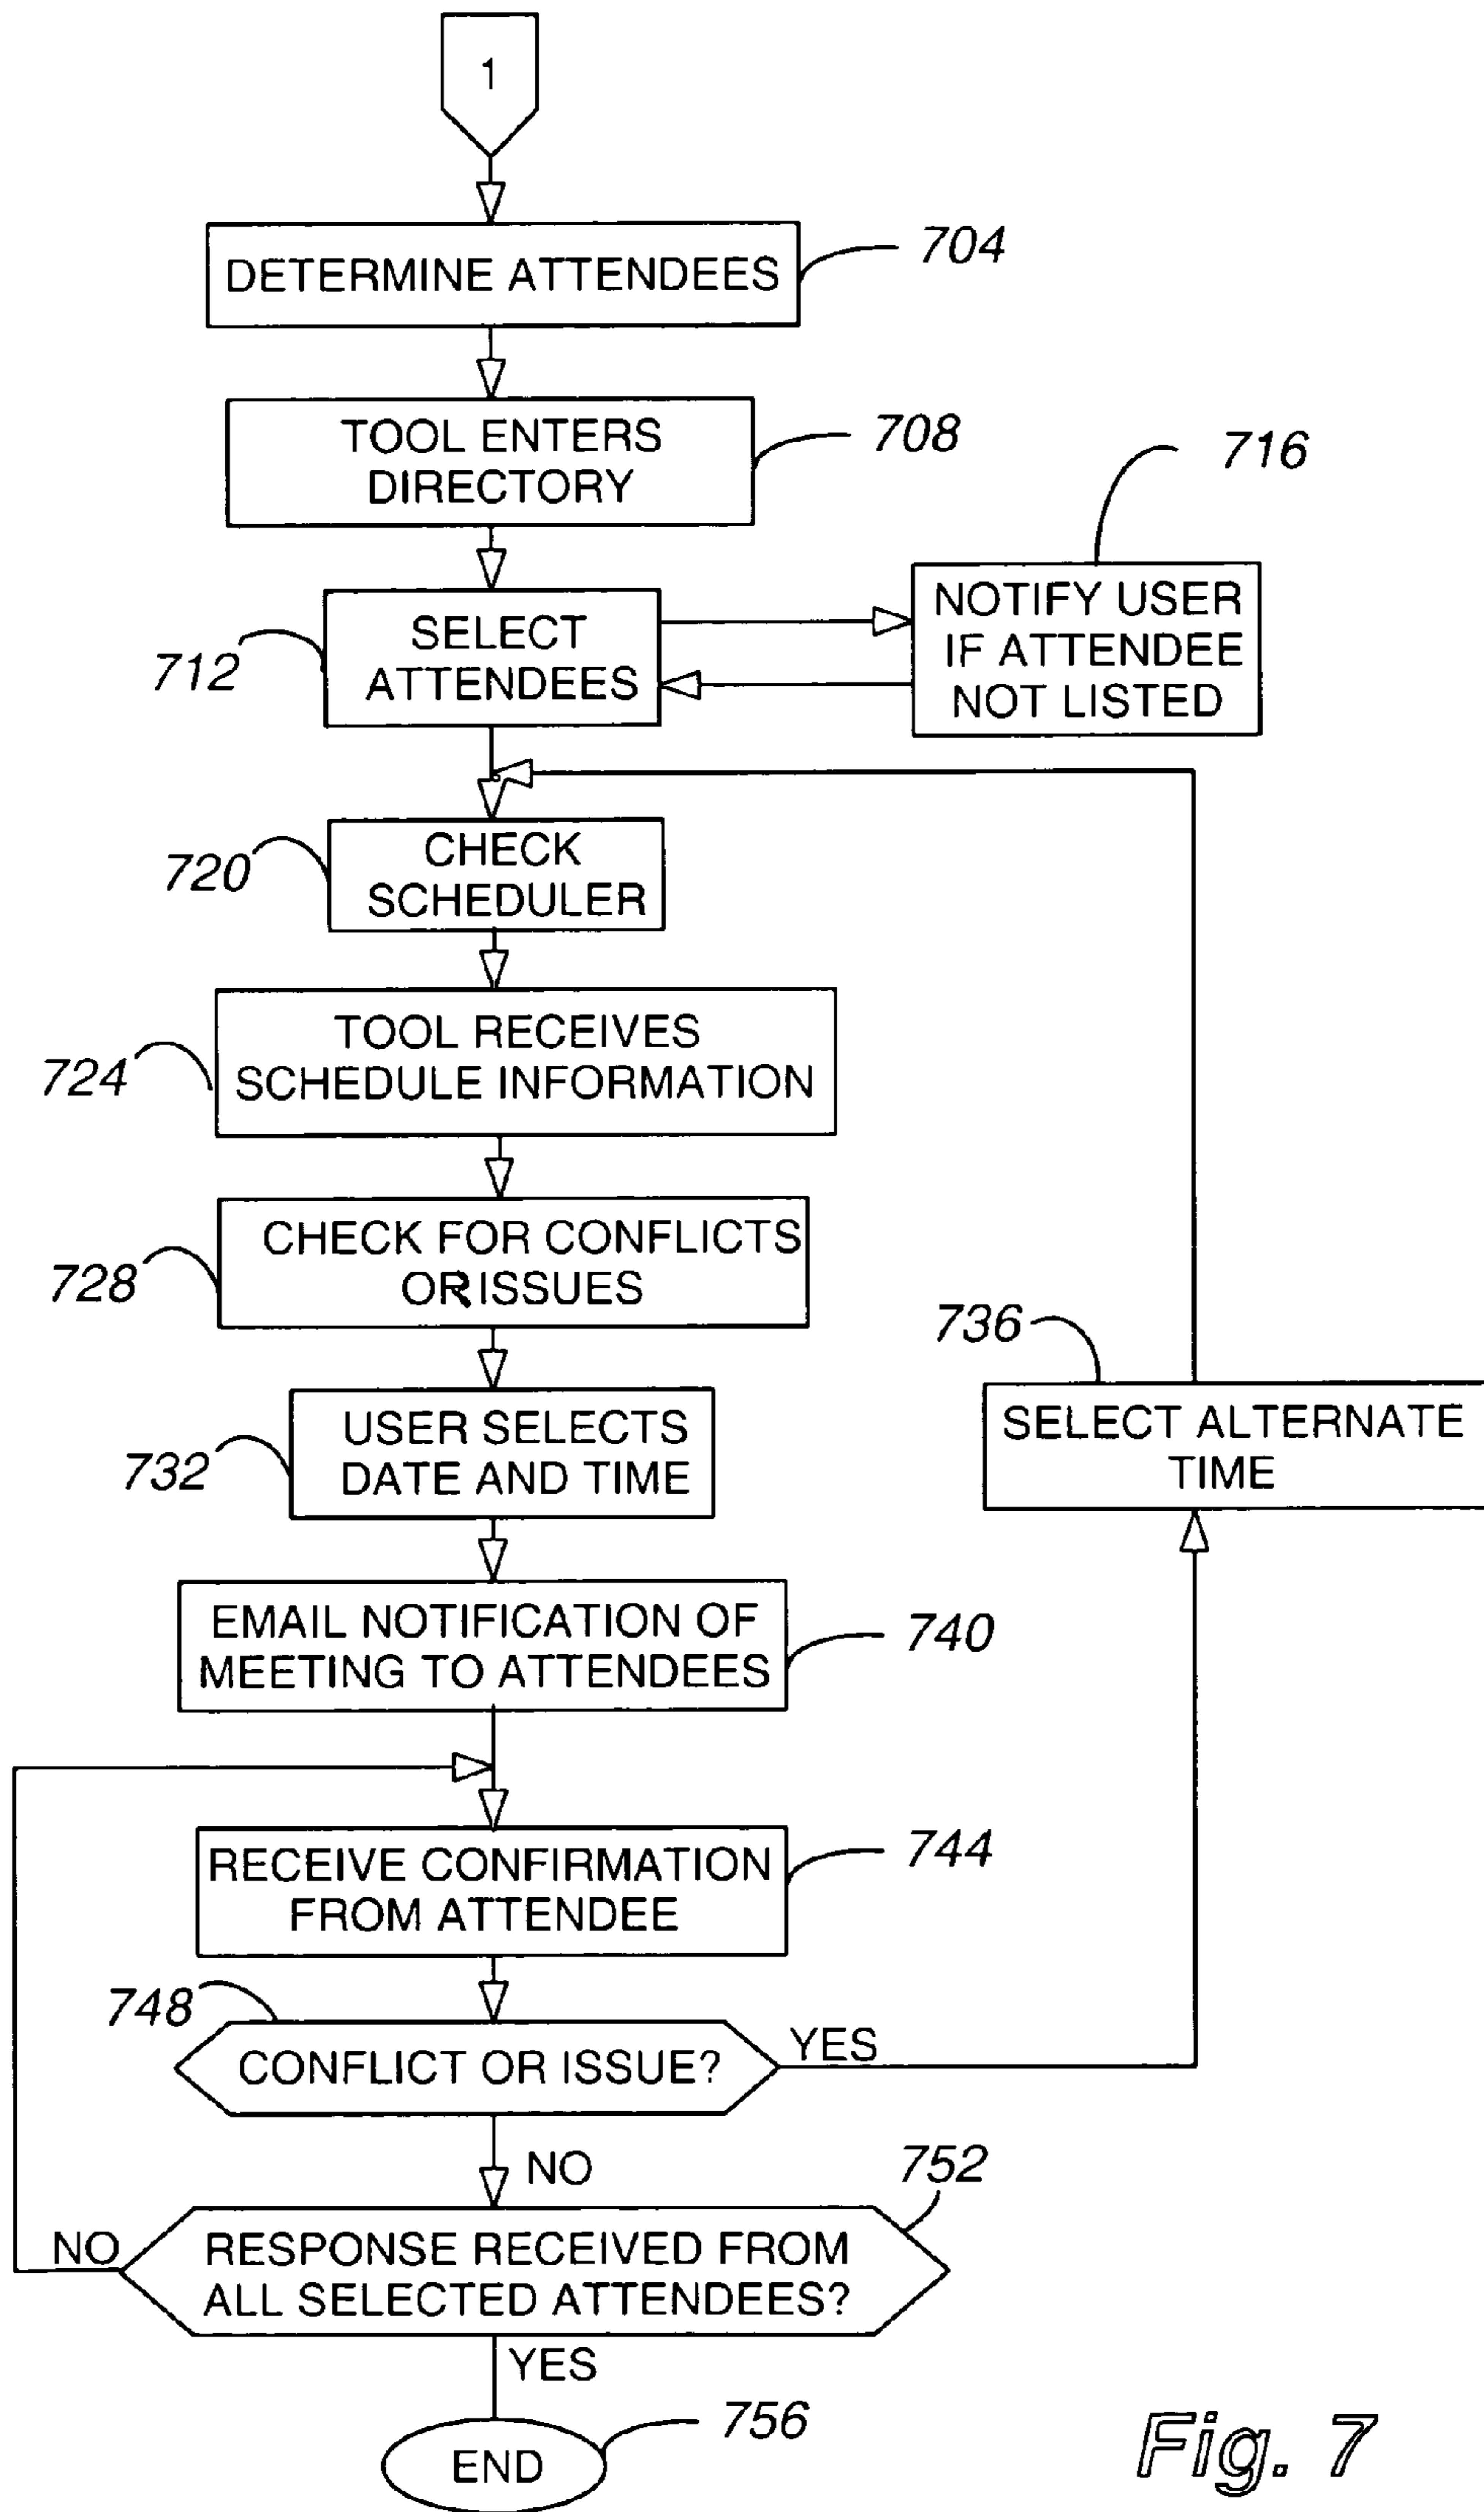 1
DETERMINE ATTENDEES
704
TOOL ENTERS
DIRECTORY
708
716
SELECT
ATTENDEES
712
NOTIFY USER
IF ATTENDEE
NOT LISTED
CHECK
SCHEDULER
720
TOOL RECEIVES
SCHEDULE INFORMATION
724
CHECK FOR CONFLICTS
OR ISSUES
728
736
SELECT ALTERNATE
TIME
USER SELECTS
DATE AND TIME
732
EMAIL NOTIFICATION OF
MEETING TO ATTENDEES
740
RECEIVE CONFIRMATION
FROM ATTENDEE
744
748
CONFLICT OR ISSUE?
YES
NO
752
NO
RESPONSE RECEIVED FROM
ALL SELECTED ATTENDEES?
YES
756
END
Fig. 7